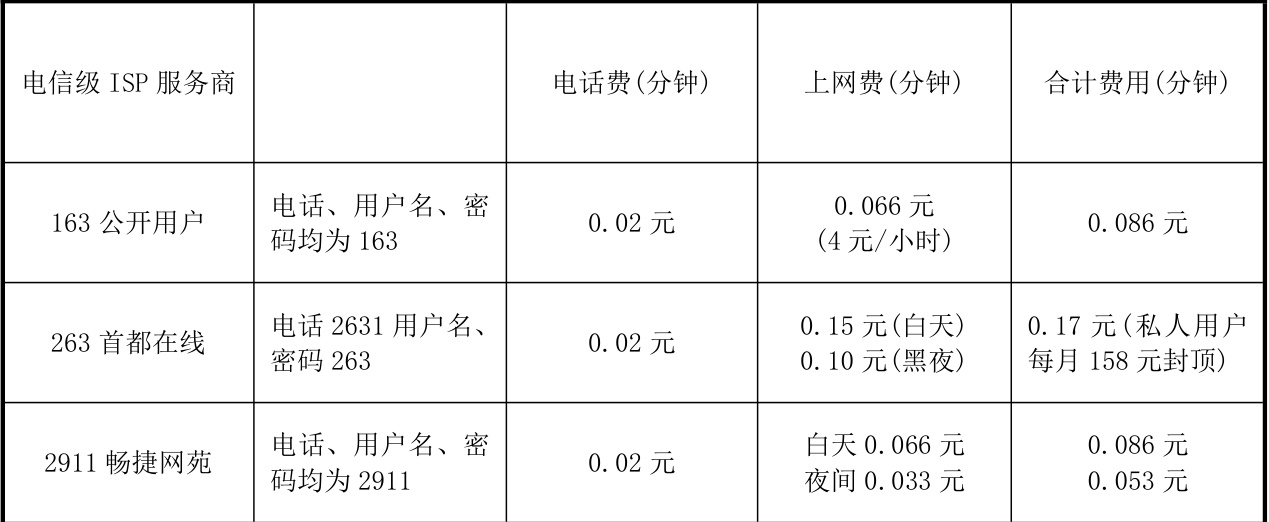 电信级 ISP 服务商
电话费(分钟)
上网费(分钟)
合计费用(分钟)
163 公开用户
电话、用户名、密
码均为 163
0.02 元
0.066 元
(4 元/小时)
0.086 元
263 首都在线
电话 2631 用户名、
密码 263
0.02 元
0.15 元(白天)
0.10 元(黑夜)
0.17 元(私人用户
每月 158 元封顶)
2911 畅捷网苑
电话、用户名、密
码均为 2911
0.02 元
白天 0.066 元
夜间 0.033 元
0.086 元
0.053 元